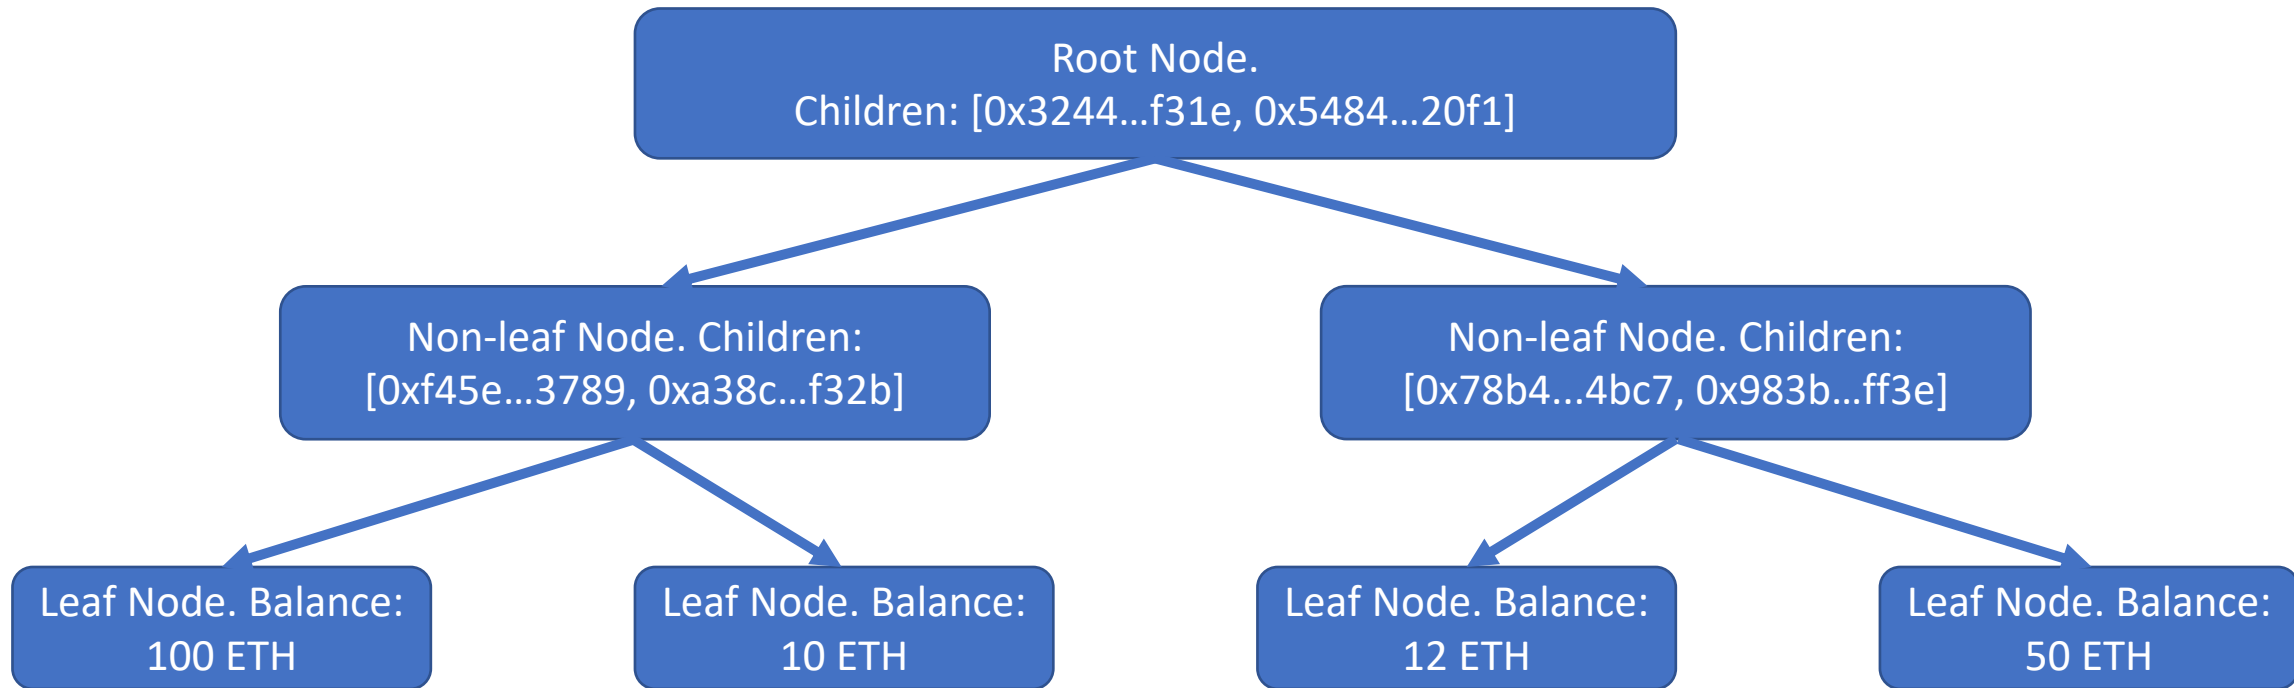 Root Node.
Children: [0x3244…f31e, 0x5484…20f1]
Non-leaf Node. Children:
[0xf45e…3789, 0xa38c…f32b]
Non-leaf Node. Children:
[0x78b4...4bc7, 0x983b…ff3e]
Leaf Node. Balance:
100 ETH
Leaf Node. Balance:
10 ETH
Leaf Node. Balance:
12 ETH
Leaf Node. Balance:
50 ETH